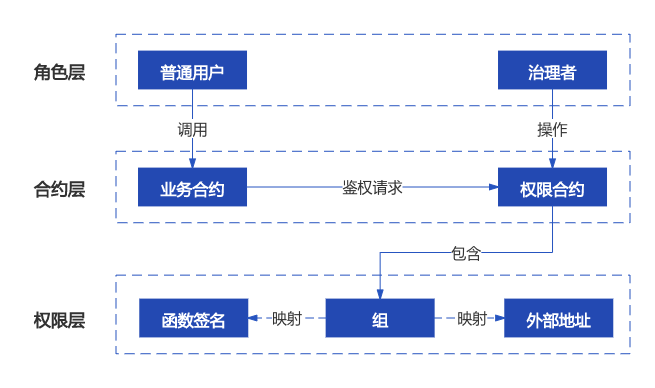 角色层
普通用户
治理者
调用
操作
合约层
业务合约
鉴权请求
权限合约
包含
权限层
函数签名
映射
组
映射
外部地址